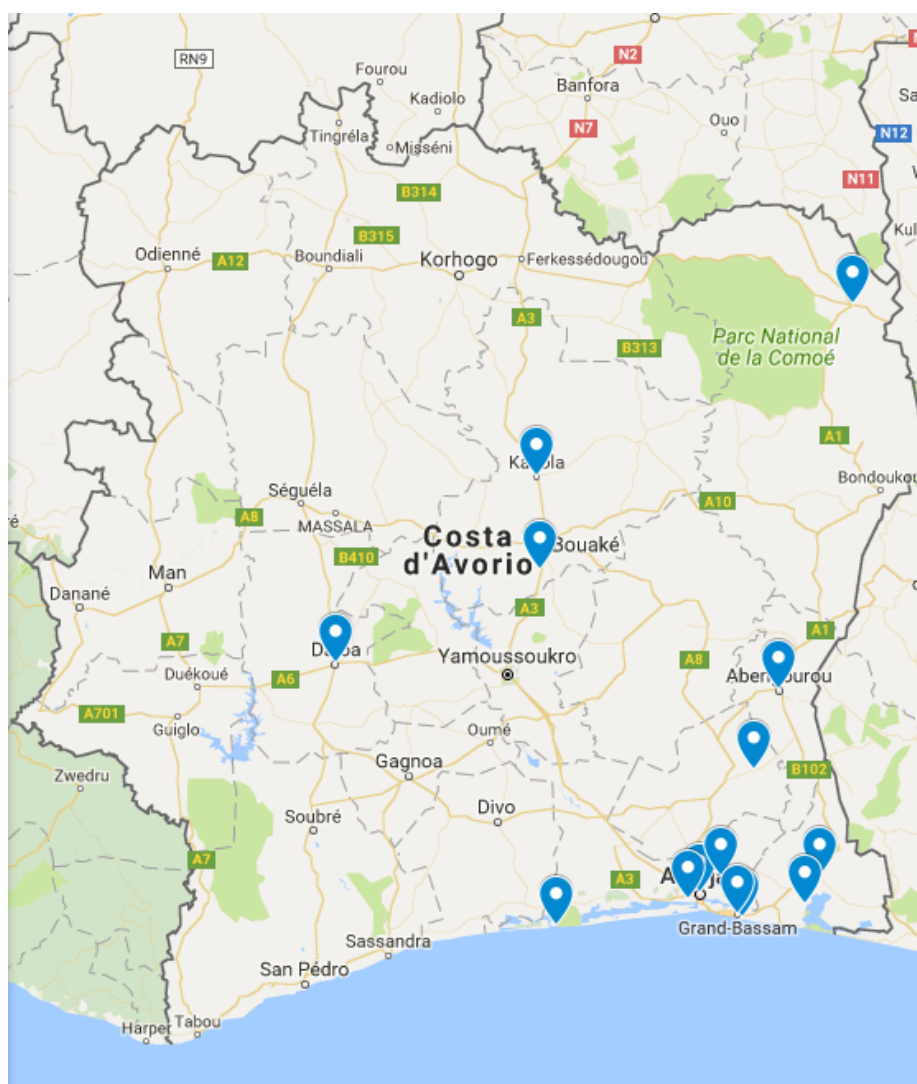 RN9
Fourou
N2
Banfora
Kadiolo
Tingréla
Misséni
N7
Ouo
N12
N11
B314
B315
Odienné
A12
Boundiali
Korhogo
Ferkessédougou
A3
B313
Parc National
de la Comoé
A1
Bondoukou
Séguéla
MASSALA
A8
A10
Costa
d'Avorio
Bouaké
B410
Man
Danané
A3
A7
A1
Yamoussoukro
A8
Duékoué
A6
A701
Guiglo
Oumé
Zwedru
Gagnoa
B102
Soubré
Divo
A7
A3
Grand-Bassam
Sassandra
San Pédro
Harper
Tabou